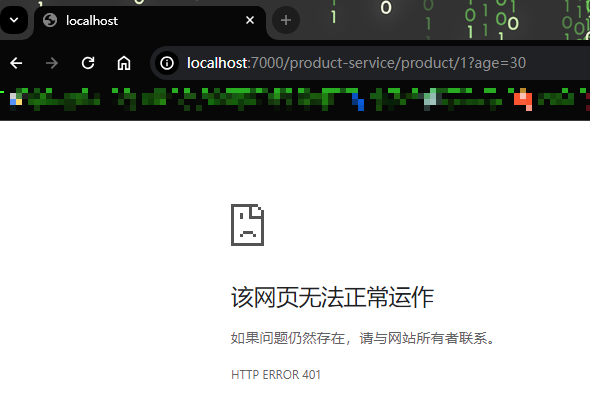 localhost
localhost:7000/product-service/product/1?age=30
该网页无法正常运作
如果问题仍然存在，请与网站所有者联系。
HTTP ERROR 401